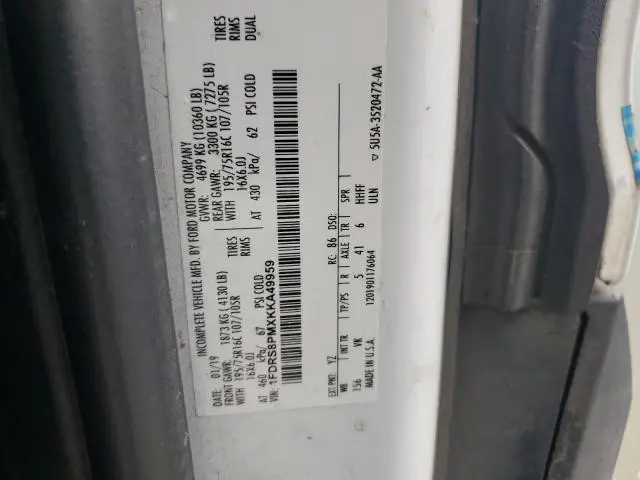 INCOMPLETE VEHICLE MFD. BY FORD MOTOR COMPANY
DATE: 01/19 GVWR: 4699 KG (10360 LB)
FRONT GAWR: 1873 KG (4130 LB) REAR GAWR: 3300 KG (7275 LB)
WITH 195/75R16C 107/105R TIRES WITH 195/75R16C 107/105R TIRES
16X6.0J RIMS 16X6.0J RIMS
AT 460 kPa/ 67 PSI COLD AT 430 kPa/ 62 PSI COLD DUAL
VIN: 1FDRS8PMXKKA49959
EXT PNT: YZ RC: 86 DSO:
WB INT TR TP/PS R AXLE TR SPR
156 VK 5 41 6 HHFF
MADE IN U.S.A. 1201901176064 ULN
▽ 5U5A-3520472-AA